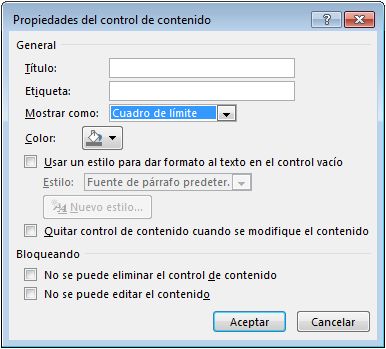 Propiedades del control de contenido
General
Título:
Etiqueta:
Mostrar como: Cuadro de límite
Color:
Usar un estilo para dar formato al texto en el control vacío
Estilo: Fuente de párrafo predeter.
Nuevo estilo...
Quitar control de contenido cuando se modifique el contenido
Bloqueando
No se puede eliminar el control de contenido
No se puede editar el contenido
Aceptar Cancelar